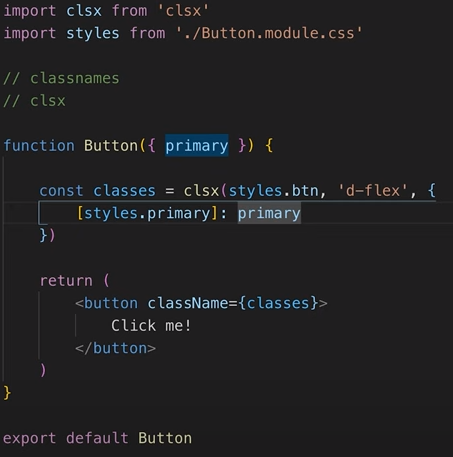 import clsx from 'clsx'
import styles from './Button.module.css'
// classnames
// clsx
function Button({ primary }) {
const classes = clsx(styles.btn, 'd-flex', {
[styles.primary]: primary
})
return (
<button className={classes}>
Click me!
</button>
)
}
export default Button